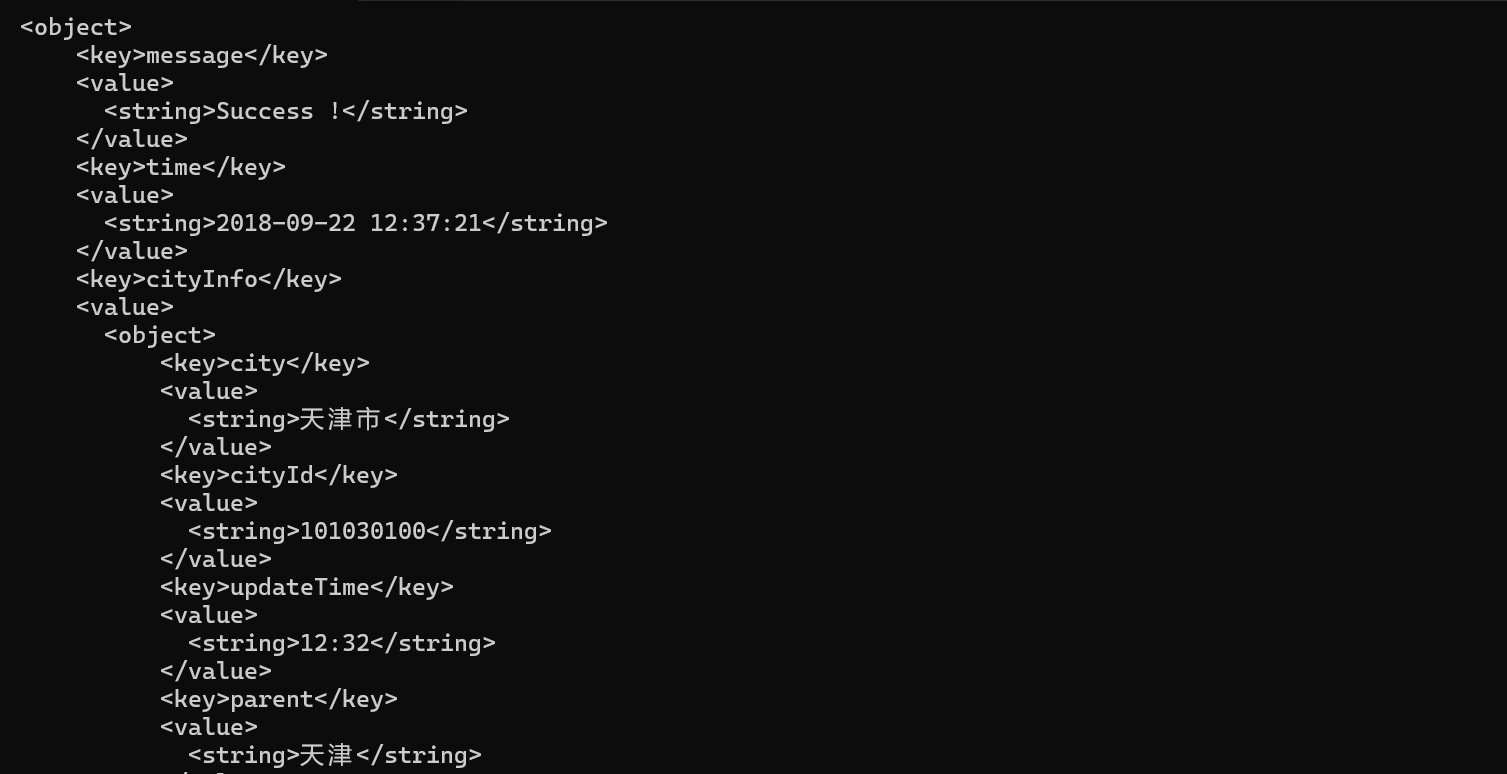 <object>
<key>message</key>
<value>
<string>Success !</string>
</value>
<key>time</key>
<value>
<string>2018-09-22 12:37:21</string>
</value>
<key>cityInfo</key>
<value>
<object>
<key>city</key>
<value>
<string>天津市</string>
</value>
<key>cityId</key>
<value>
<string>101030100</string>
</value>
<key>updateTime</key>
<value>
<string>12:32</string>
</value>
<key>parent</key>
<value>
<string>天津</string>